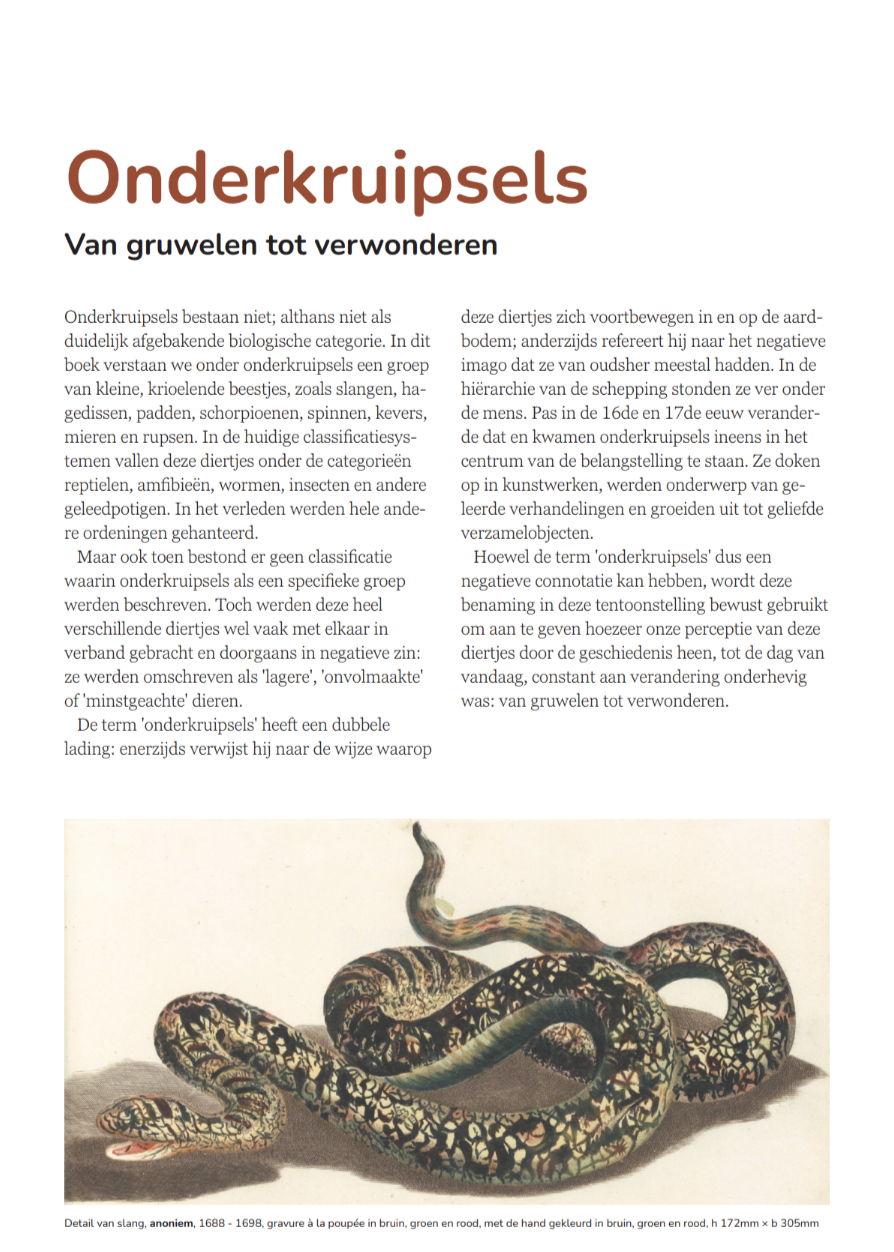 Onderkruipsels
Van gruwelen tot verwonderen
Onderkruipsels bestaan niet; althans niet als
duidelijk afgebakende biologische categorie. In dit
boek verstaan we onder onderkruipsels een groep
van kleine, krioelende beestjes, zoals slangen, ha-
gedissen, padden, schorpioenen, spinnen, kevers,
mieren en rupsen. In de huidige classificatiesys-
temen vallen deze diertjes onder de categorieën
reptielen, amfibieën, wormen, insecten en andere
geleedpotigen. In het verleden werden hele ande-
re ordeningen gehanteerd.
Maar ook toen bestond er geen classificatie
waarin onderkruipsels als een specifieke groep
werden beschreven. Toch werden deze heel
verschillende diertjes wel vaak met elkaar in
verband gebracht en doorgaans in negatieve zin:
ze werden omschreven als 'lagere', 'onvolmaakte'
of 'minstgeachte' dieren.
De term 'onderkruipsels' heeft een dubbele
lading: enerzijds verwijst hij naar de wijze waarop
deze diertjes zich voortbewegen in en op de aard-
bodem; anderzijds refereert hij naar het negatieve
imago dat ze van oudsher meestal hadden. In de
hiërarchie van de schepping stonden ze ver onder
de mens. Pas in de 16de en 17de eeuw verander-
de dat en kwamen onderkruipsels ineens in het
centrum van de belangstelling te staan. Ze doken
op in kunstwerken, werden onderwerp van ge-
leerde verhandelingen en groeiden uit tot geliefde
verzamelobjecten.
Hoewel de term 'onderkruipsels' dus een
negatieve connotatie kan hebben, wordt deze
benaming in deze tentoonstelling bewust gebruikt
om aan te geven hoezeer onze perceptie van deze
diertjes door de geschiedenis heen, tot de dag van
vandaag, constant aan verandering onderhevig
was: van gruwelen tot verwonderen.
Detail van slang, anoniem, 1688 - 1698, gravure à la poupée in bruin, groen en rood, met de hand gekleurd in bruin, groen en rood, h 172mm × b 305mm